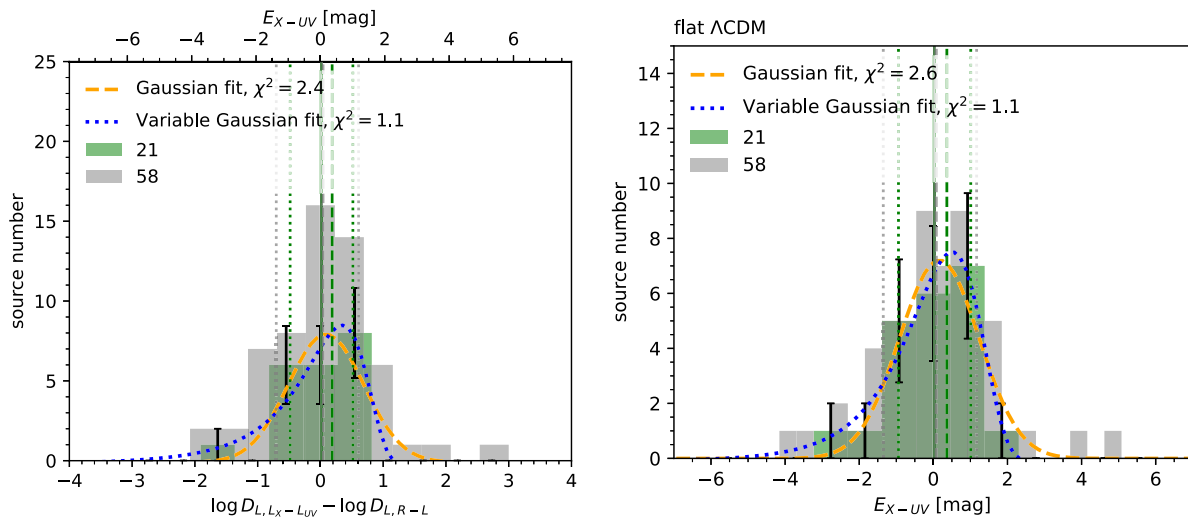 E_{X−UV} [mag]
−6 −4 −2 0 2 4 6
25
20
15
10
5
0
source number
Gaussian fit, χ² = 2.4
Variable Gaussian fit, χ² = 1.1
21
58
−4 −3 −2 −1 0 1 2 3 4
log D_{L, L_X−L_{UV}} − log D_{L, R−L}
flat ΛCDM
14
12
10
8
6
4
2
0
source number
Gaussian fit, χ² = 2.6
Variable Gaussian fit, χ² = 1.1
21
58
−6 −4 −2 0 2 4 6
E_{X−UV} [mag]